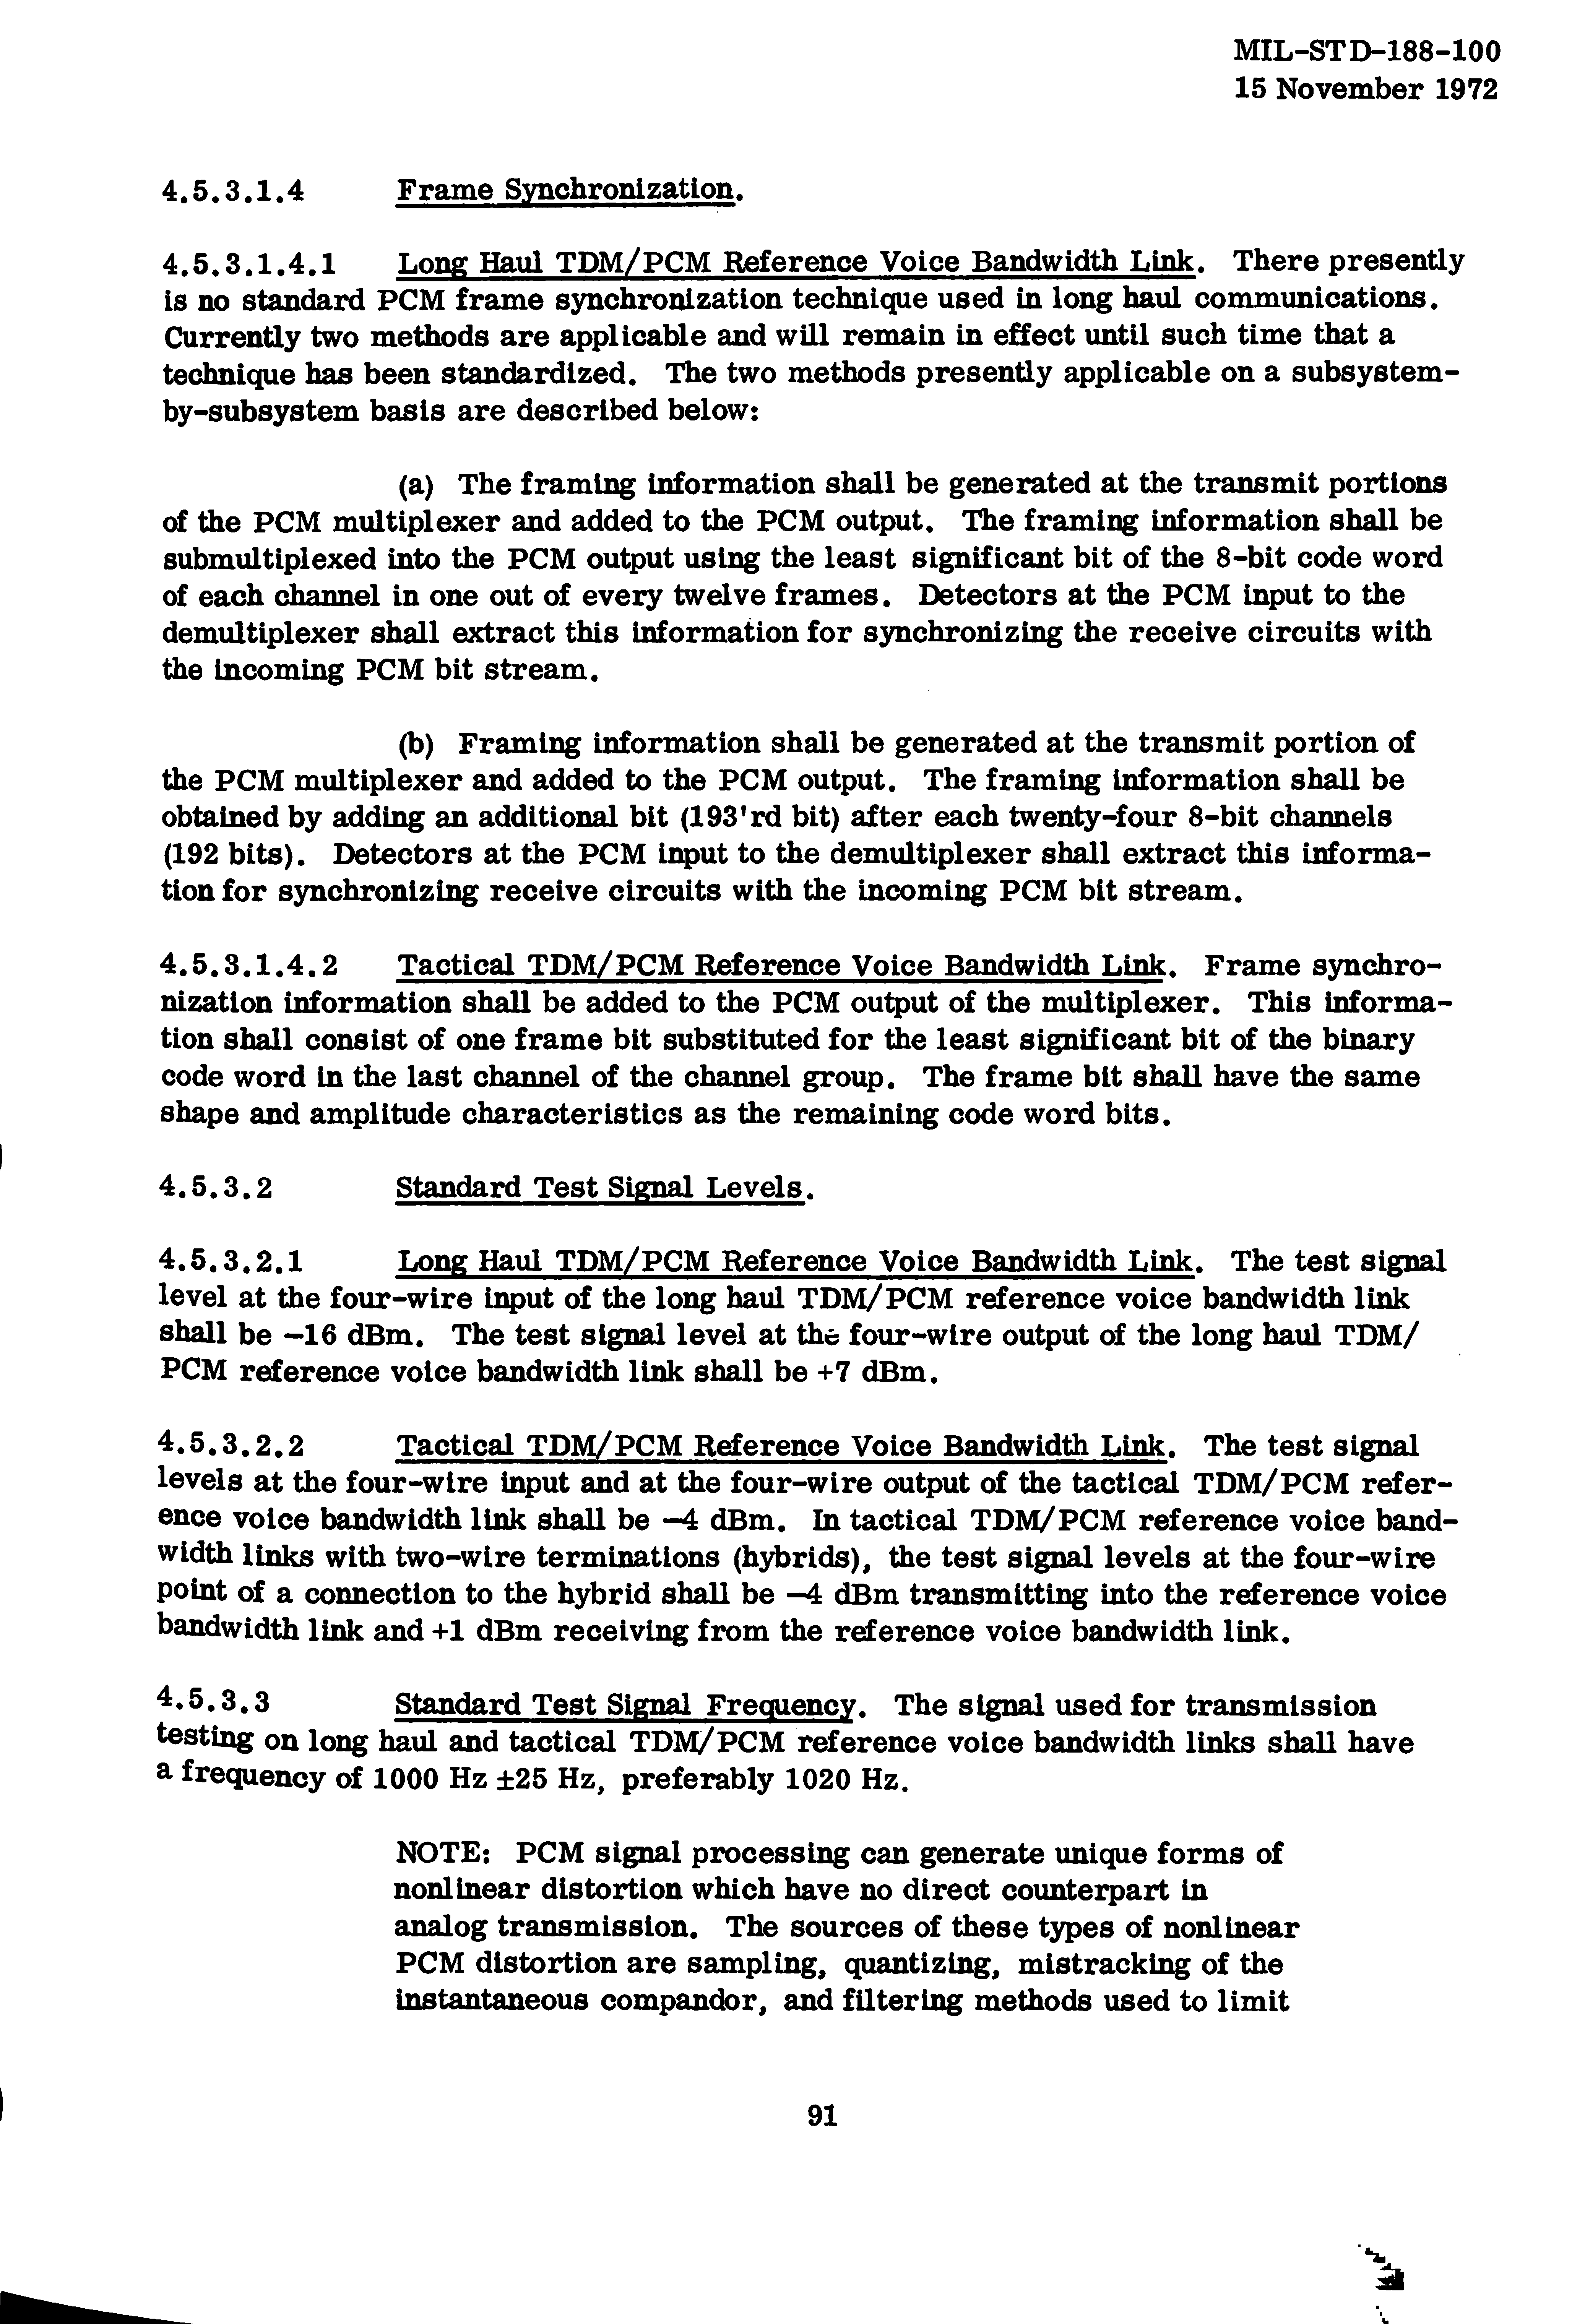 MIL-STD-188-100
15 November 1972
4.5.3.1.4 Frame Synchronization.
4.5.3.1.4.1 Long Haul TDM/PCM Reference Voice Bandwidth Link. There presently
is no standard PCM frame synchronization technique used in long haul communications.
Currently two methods are applicable and will remain in effect until such time that a
technique has been standardized. The two methods presently applicable on a subsystem-
by-subsystem basis are described below:
(a) The framing information shall be generated at the transmit portions
of the PCM multiplexer and added to the PCM output. The framing information shall be
submultiplexed into the PCM output using the least significant bit of the 8-bit code word
of each channel in one out of every twelve frames. Detectors at the PCM input to the
demultiplexer shall extract this information for synchronizing the receive circuits with
the incoming PCM bit stream.
(b) Framing information shall be generated at the transmit portion of
the PCM multiplexer and added to the PCM output. The framing information shall be
obtained by adding an additional bit (193'rd bit) after each twenty-four 8-bit channels
(192 bits). Detectors at the PCM input to the demultiplexer shall extract this informa-
tion for synchronizing receive circuits with the incoming PCM bit stream.
4.5.3.1.4.2 Tactical TDM/PCM Reference Voice Bandwidth Link. Frame synchro-
nization information shall be added to the PCM output of the multiplexer. This informa-
tion shall consist of one frame bit substituted for the least significant bit of the binary
code word in the last channel of the channel group. The frame bit shall have the same
shape and amplitude characteristics as the remaining code word bits.
4.5.3.2 Standard Test Signal Levels.
4.5.3.2.1 Long Haul TDM/PCM Reference Voice Bandwidth Link. The test signal
level at the four-wire input of the long haul TDM/PCM reference voice bandwidth link
shall be -16 dBm. The test signal level at the four-wire output of the long haul TDM/
PCM reference voice bandwidth link shall be +7 dBm.
4.5.3.2.2 Tactical TDM/PCM Reference Voice Bandwidth Link. The test signal
levels at the four-wire input and at the four-wire output of the tactical TDM/PCM refer-
ence voice bandwidth link shall be -4 dBm. In tactical TDM/PCM reference voice band-
width links with two-wire terminations (hybrids), the test signal levels at the four-wire
point of a connection to the hybrid shall be -4 dBm transmitting into the reference voice
bandwidth link and +1 dBm receiving from the reference voice bandwidth link.
4.5.3.3 Standard Test Signal Frequency. The signal used for transmission
testing on long haul and tactical TDM/PCM reference voice bandwidth links shall have
a frequency of 1000 Hz ±25 Hz, preferably 1020 Hz.
NOTE: PCM signal processing can generate unique forms of
nonlinear distortion which have no direct counterpart in
analog transmission. The sources of these types of nonlinear
PCM distortion are sampling, quantizing, mistracking of the
instantaneous compandor, and filtering methods used to limit
91